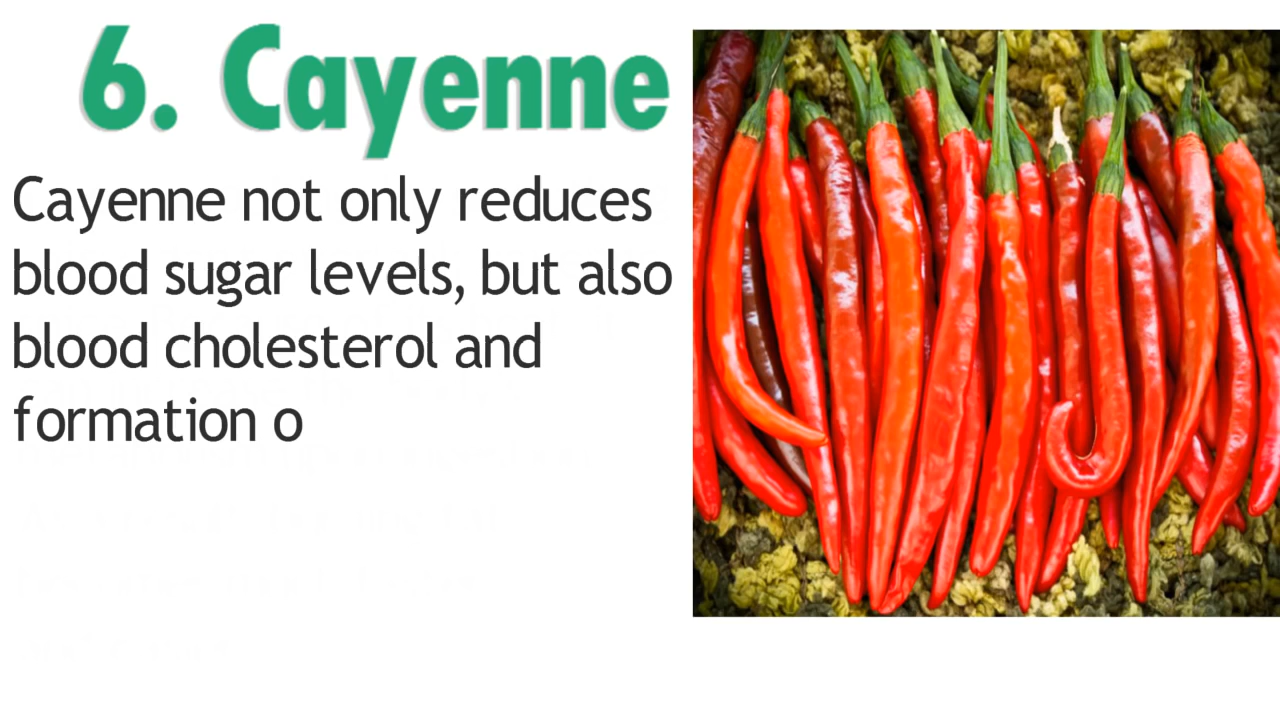 6. Cayenne
Cayenne not only reduces
blood sugar levels, but also
blood cholesterol and
formation o